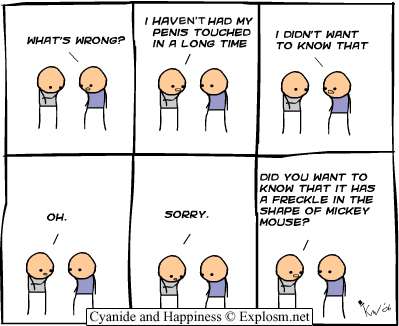 WHAT'S WRONG?
I HAVEN'T HAD MY
PENIS TOUCHED
IN A LONG TIME
I DIDN'T WANT
TO KNOW THAT
OH.
SORRY.
DID YOU WANT TO
KNOW THAT IT HAS
A FRECKLE IN THE
SHAPE OF MICKEY
MOUSE?
Cyanide and Happiness © Explosm.net